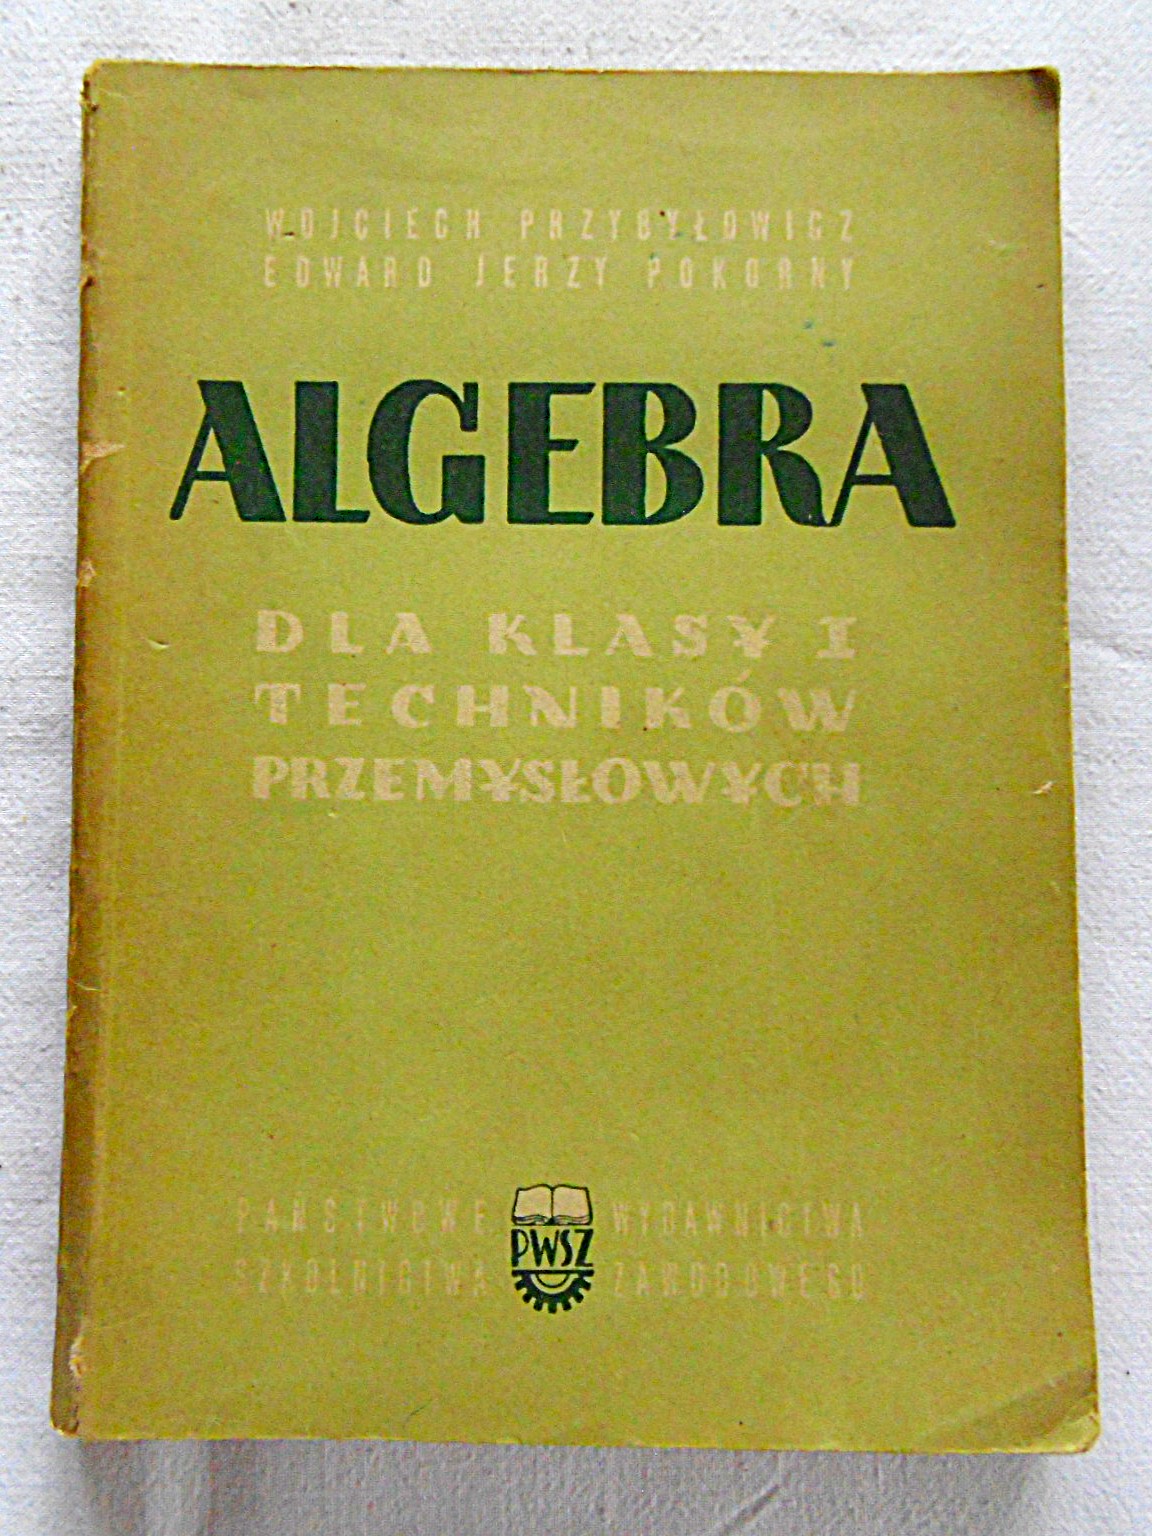 WOJCIECH PRZYBYŁOWICZ
EDWARD JERZY POKORNY
ALGEBRA
DLA KLASY I
TECHNIKÓW
PRZEMYSŁOWYCH
PAŃSTWOWE WYDAWNICTWA
SZKOLNICTWA ZAWODOWEGO
PWSZ